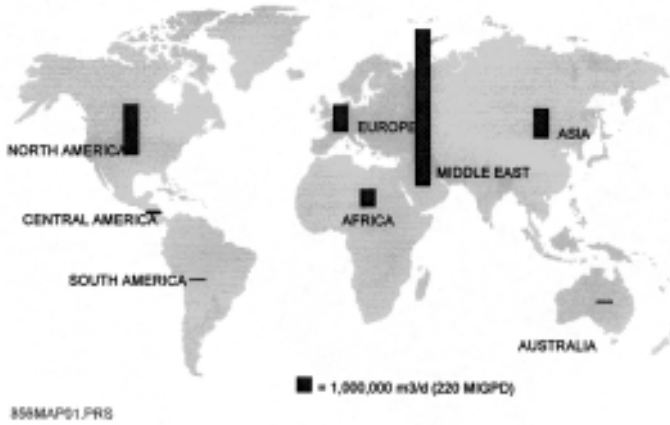 EUROPE
ASIA
NORTH AMERICA
MIDDLE EAST
CENTRAL AMERICA
AFRICA
SOUTH AMERICA
AUSTRALIA
= 1,000,000 m3/d (220 MIGPD)
858MAP01.PRS